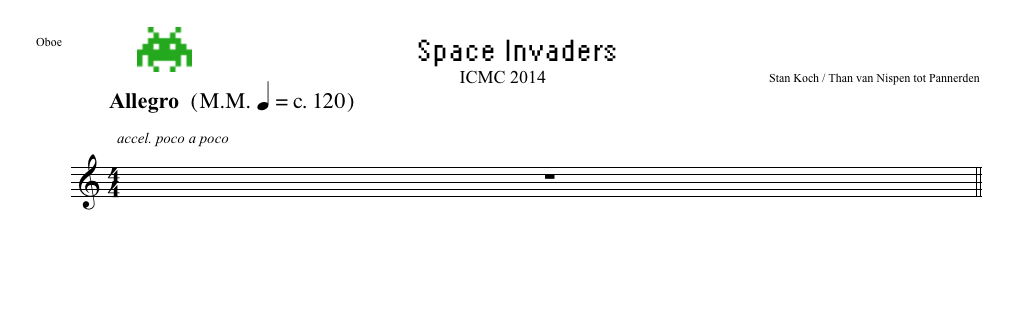 Oboe
Space Invaders
ICMC 2014
Stan Koch / Than van Nispen tot Pannerden
Allegro (M.M. ♩ = c. 120)
accel. poco a poco
4
4